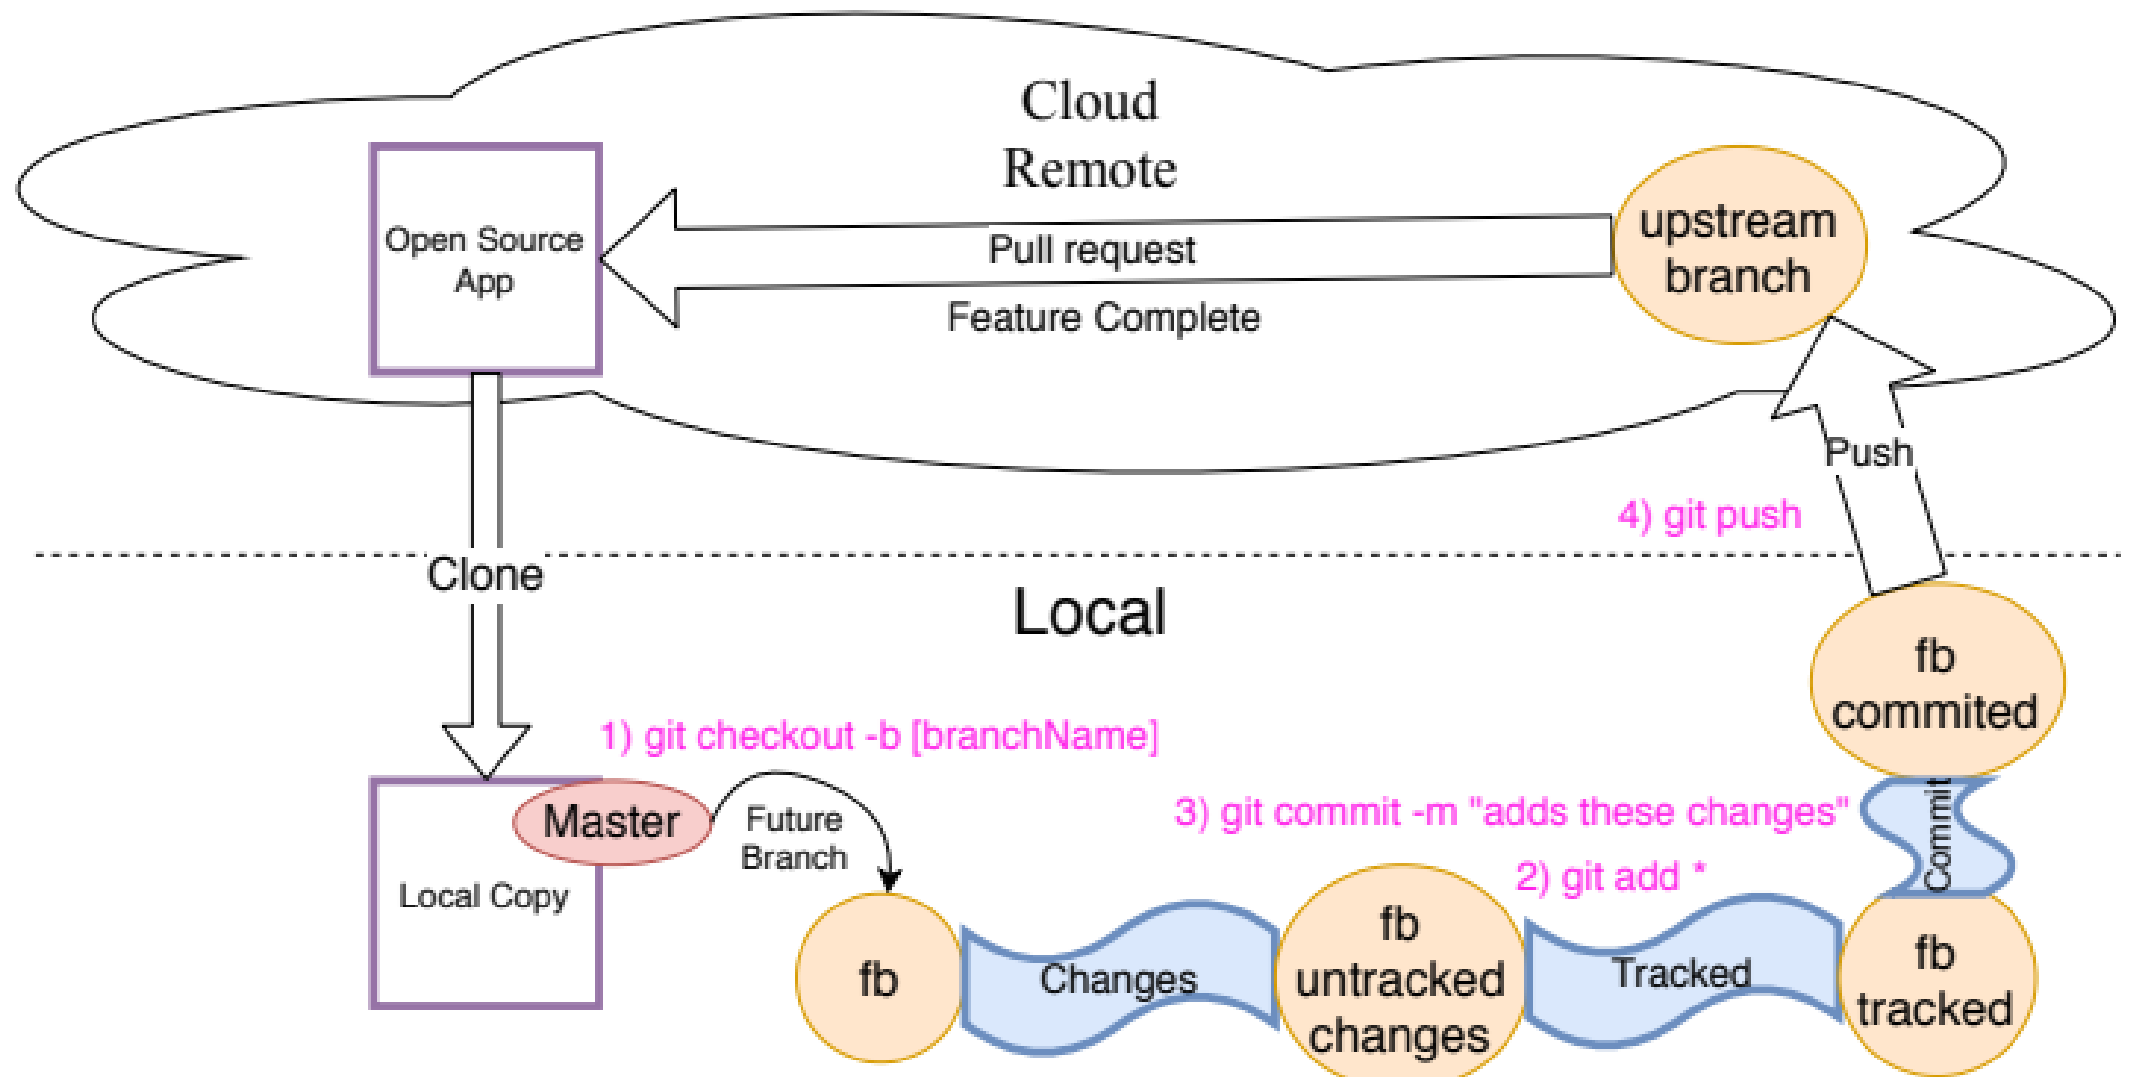 Cloud
Remote
Open Source
App
Pull request
Feature Complete
upstream
branch
Push
4) git push
Clone
Local
fb
commited
1) git checkout -b [branchName]
Master
Future
Branch
Local Copy
3) git commit -m "adds these changes"
Commit
2) git add *
fb
Changes
fb
untracked
changes
Tracked
fb
tracked